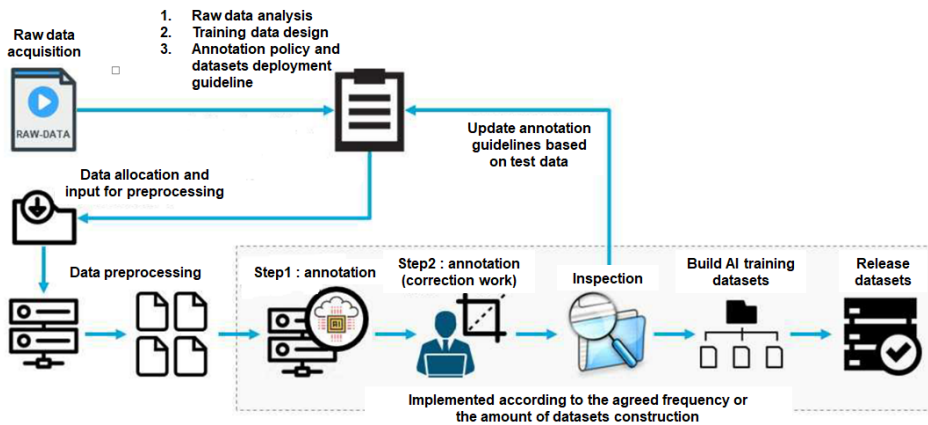 Raw data
acquisition
1. Raw data analysis
2. Training data design
3. Annotation policy and
datasets deployment
guideline
RAW-DATA
Update annotation
guidelines based
on test data
Data allocation and
input for preprocessing
Data preprocessing
Step1 : annotation
Step2 : annotation
(correction work)
Inspection
Build AI training
datasets
Release
datasets
AI
Implemented according to the agreed frequency or
the amount of datasets construction